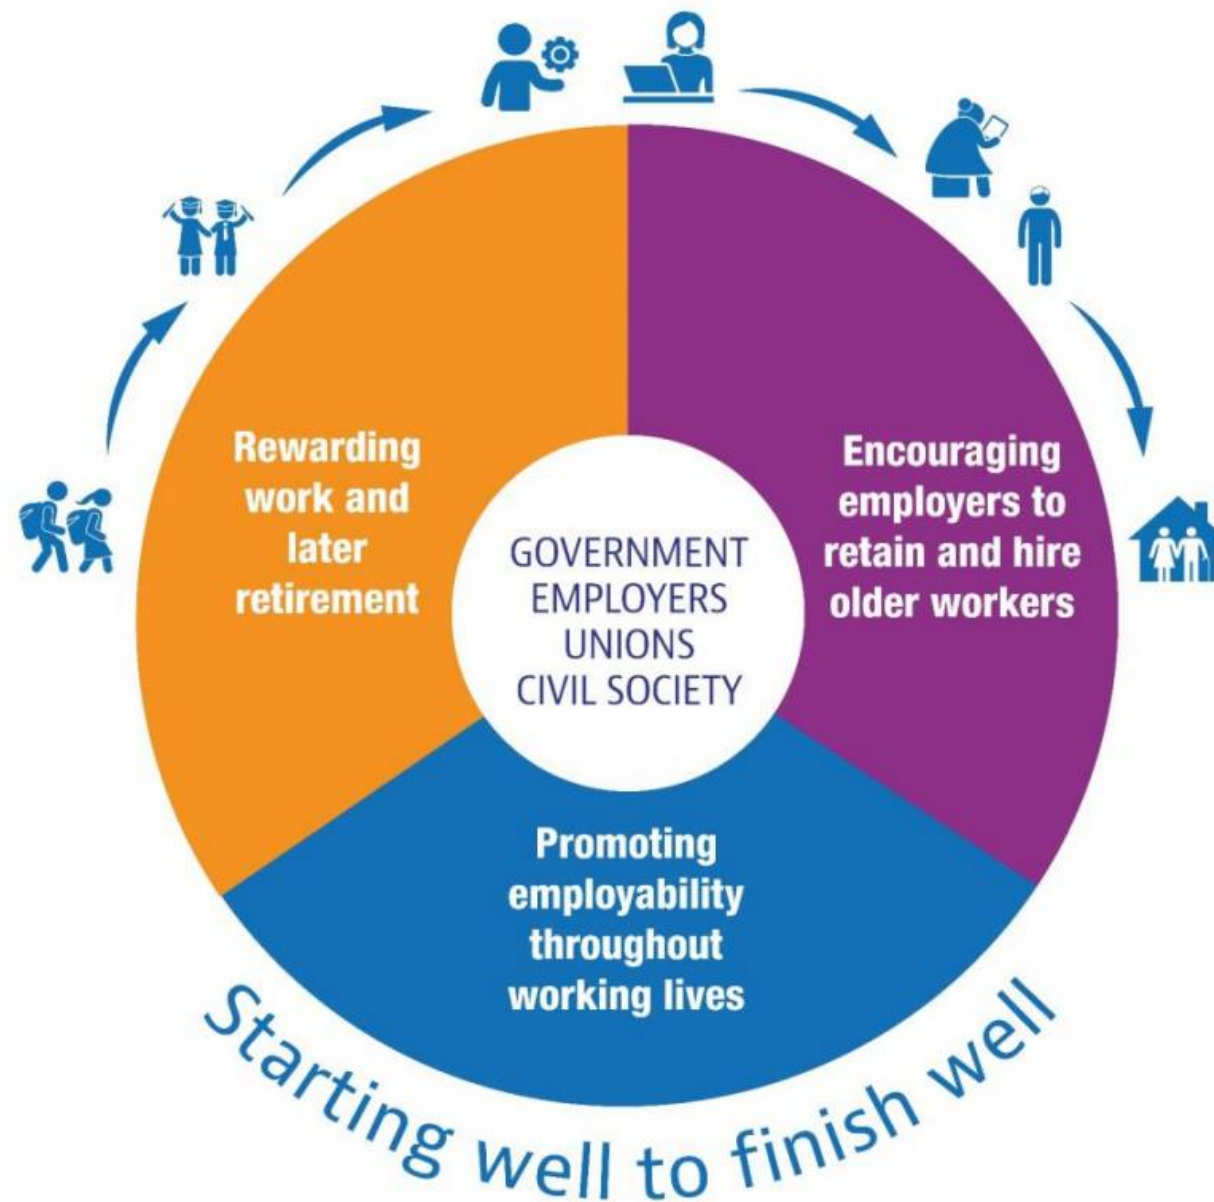 Rewarding
work and
later
retirement
Encouraging
employers to
retain and hire
older workers
GOVERNMENT
EMPLOYERS
UNIONS
CIVIL SOCIETY
Promoting
employability
throughout
working lives
Starting well to finish well